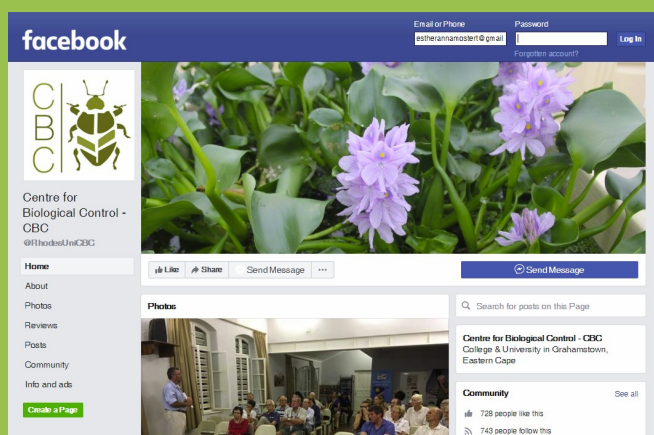 Email or Phone Password
facebook
estherannamostert@gmail Log In
Forgotten account?
C
B
C
Centre for
Biological Control -
CBC
@RhodesUniCBC
Home
About
Photos
Reviews
Posts
Community
Info and ads
Create a Page
Like Share Send Message ...
Send Message
Photos
Search for posts on this Page
Centre for Biological Control - CBC
College & University in Grahamstown,
Eastern Cape
Community See all
728 people like this
743 people follow this